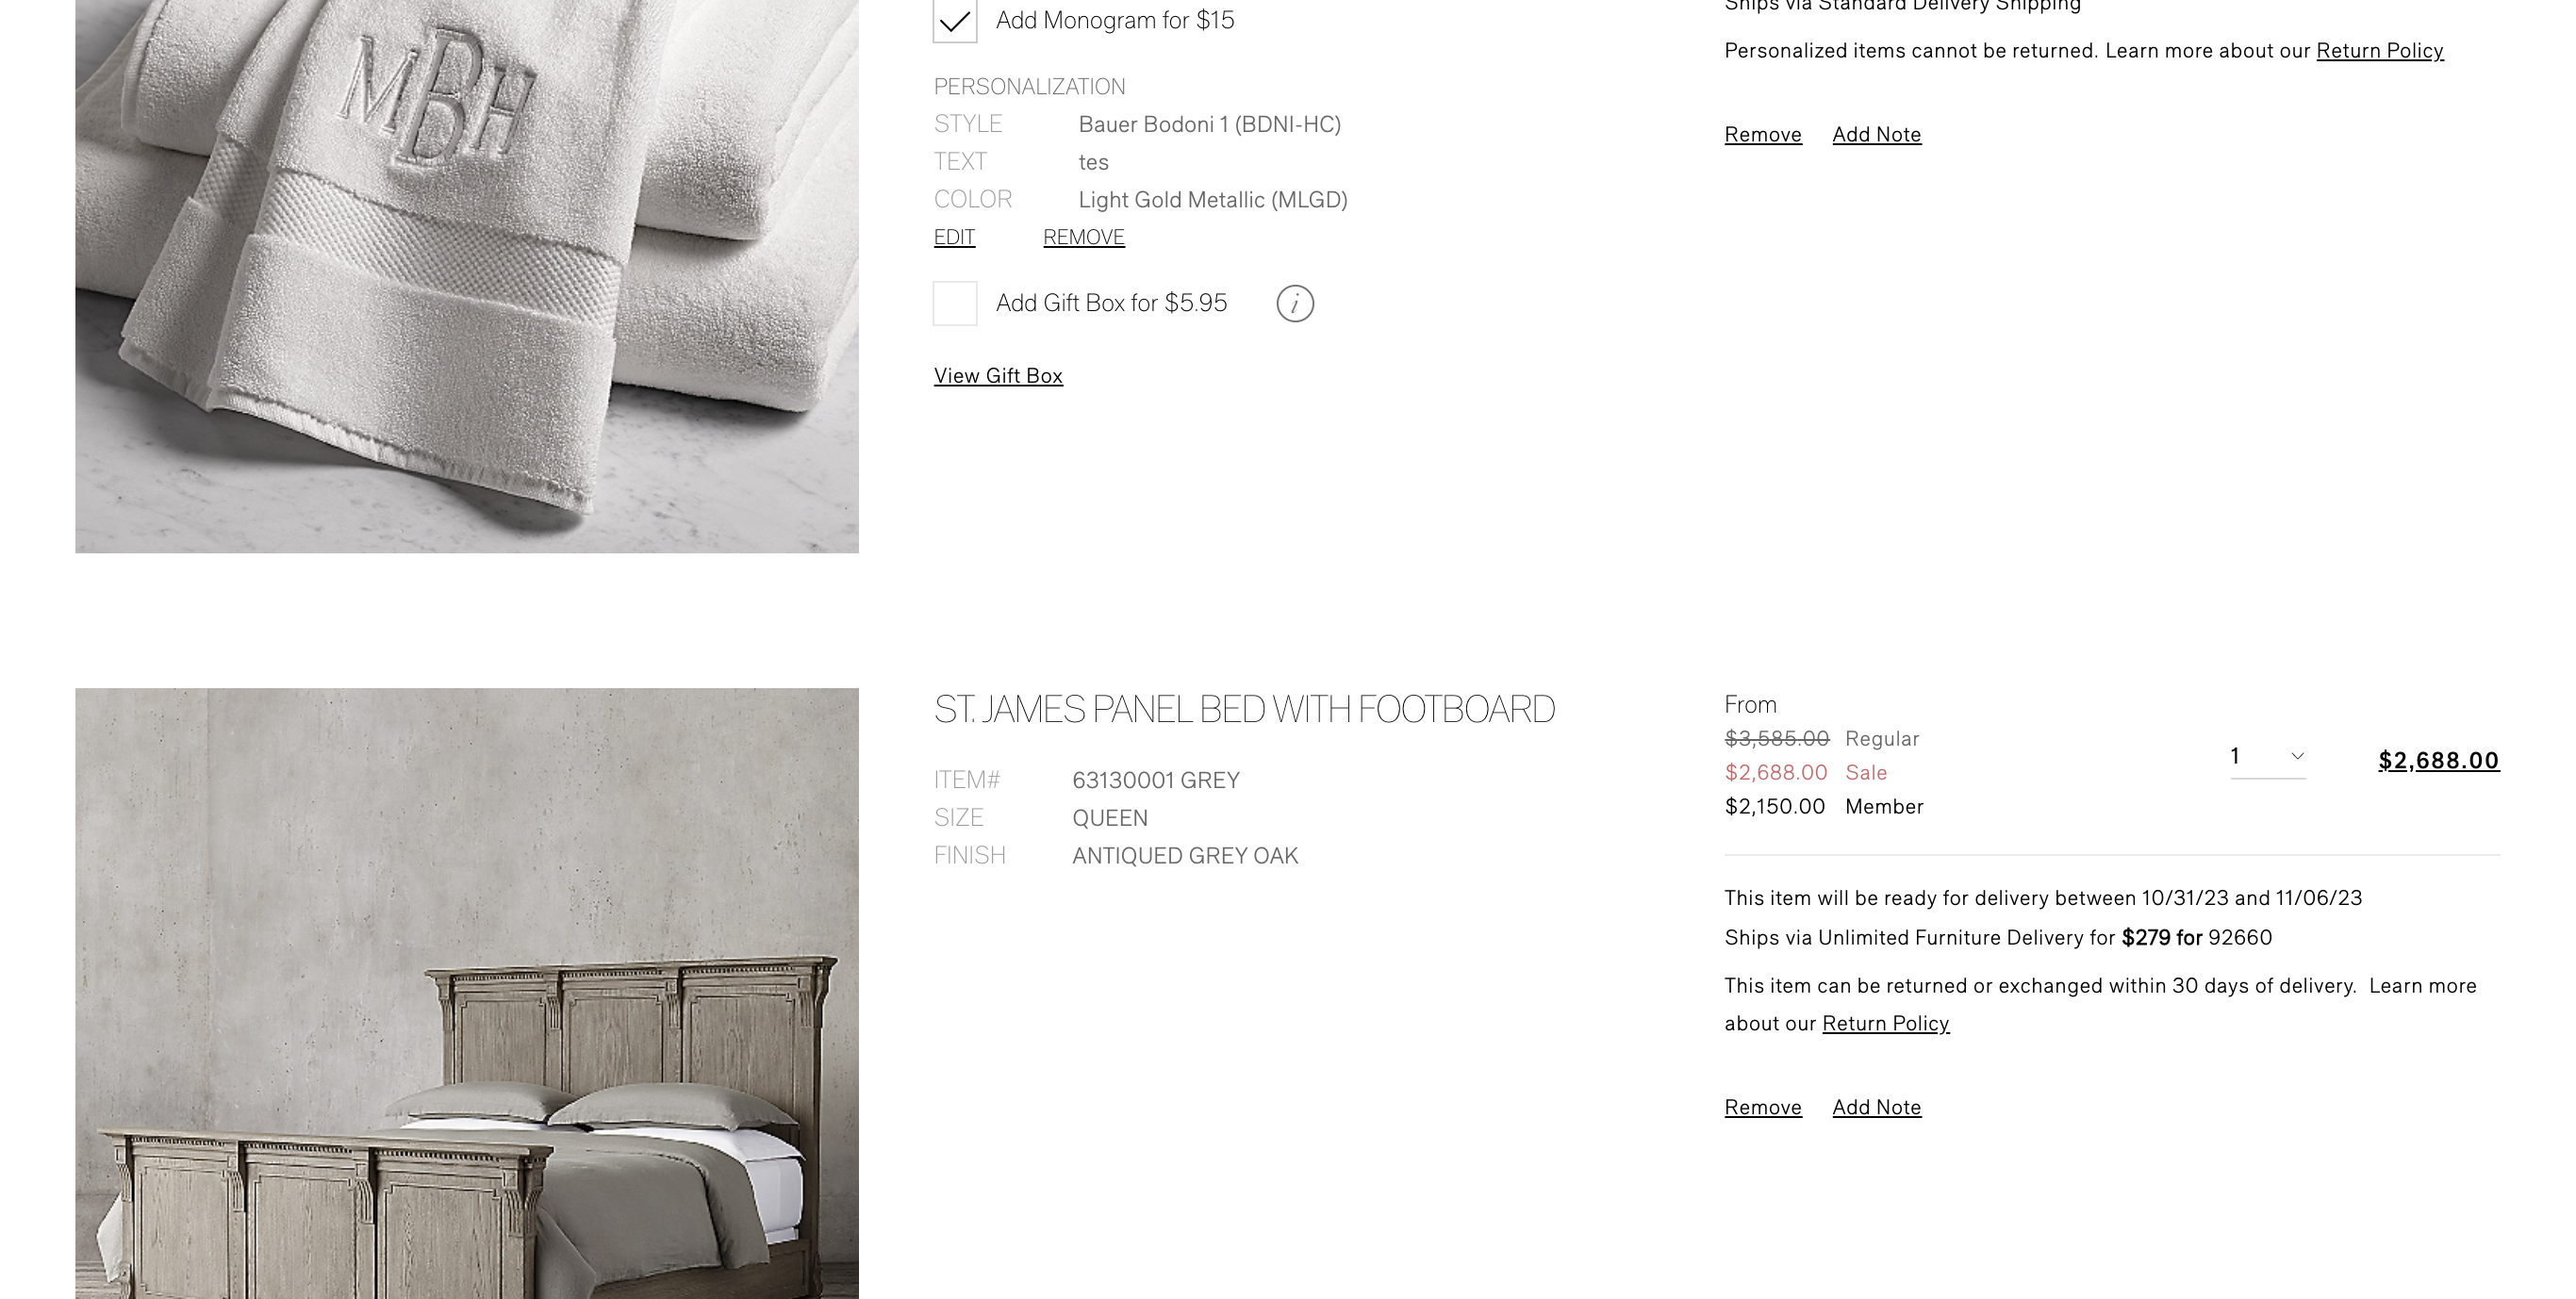 MBH
Add Monogram for $15
PERSONALIZATION
STYLE Bauer Bodoni 1 (BDNI-HC)
TEXT tes
COLOR Light Gold Metallic (MLGD)
EDIT REMOVE
Add Gift Box for $5.95 i
View Gift Box
Ships via Standard Delivery Shipping
Personalized items cannot be returned. Learn more about our Return Policy
Remove Add Note
ST. JAMES PANEL BED WITH FOOTBOARD
ITEM# 63130001 GREY
SIZE QUEEN
FINISH ANTIQUED GREY OAK
From
$3,585.00 Regular
$2,688.00 Sale
$2,150.00 Member
1 $2,688.00
This item will be ready for delivery between 10/31/23 and 11/06/23
Ships via Unlimited Furniture Delivery for $279 for 92660
This item can be returned or exchanged within 30 days of delivery. Learn more
about our Return Policy
Remove Add Note